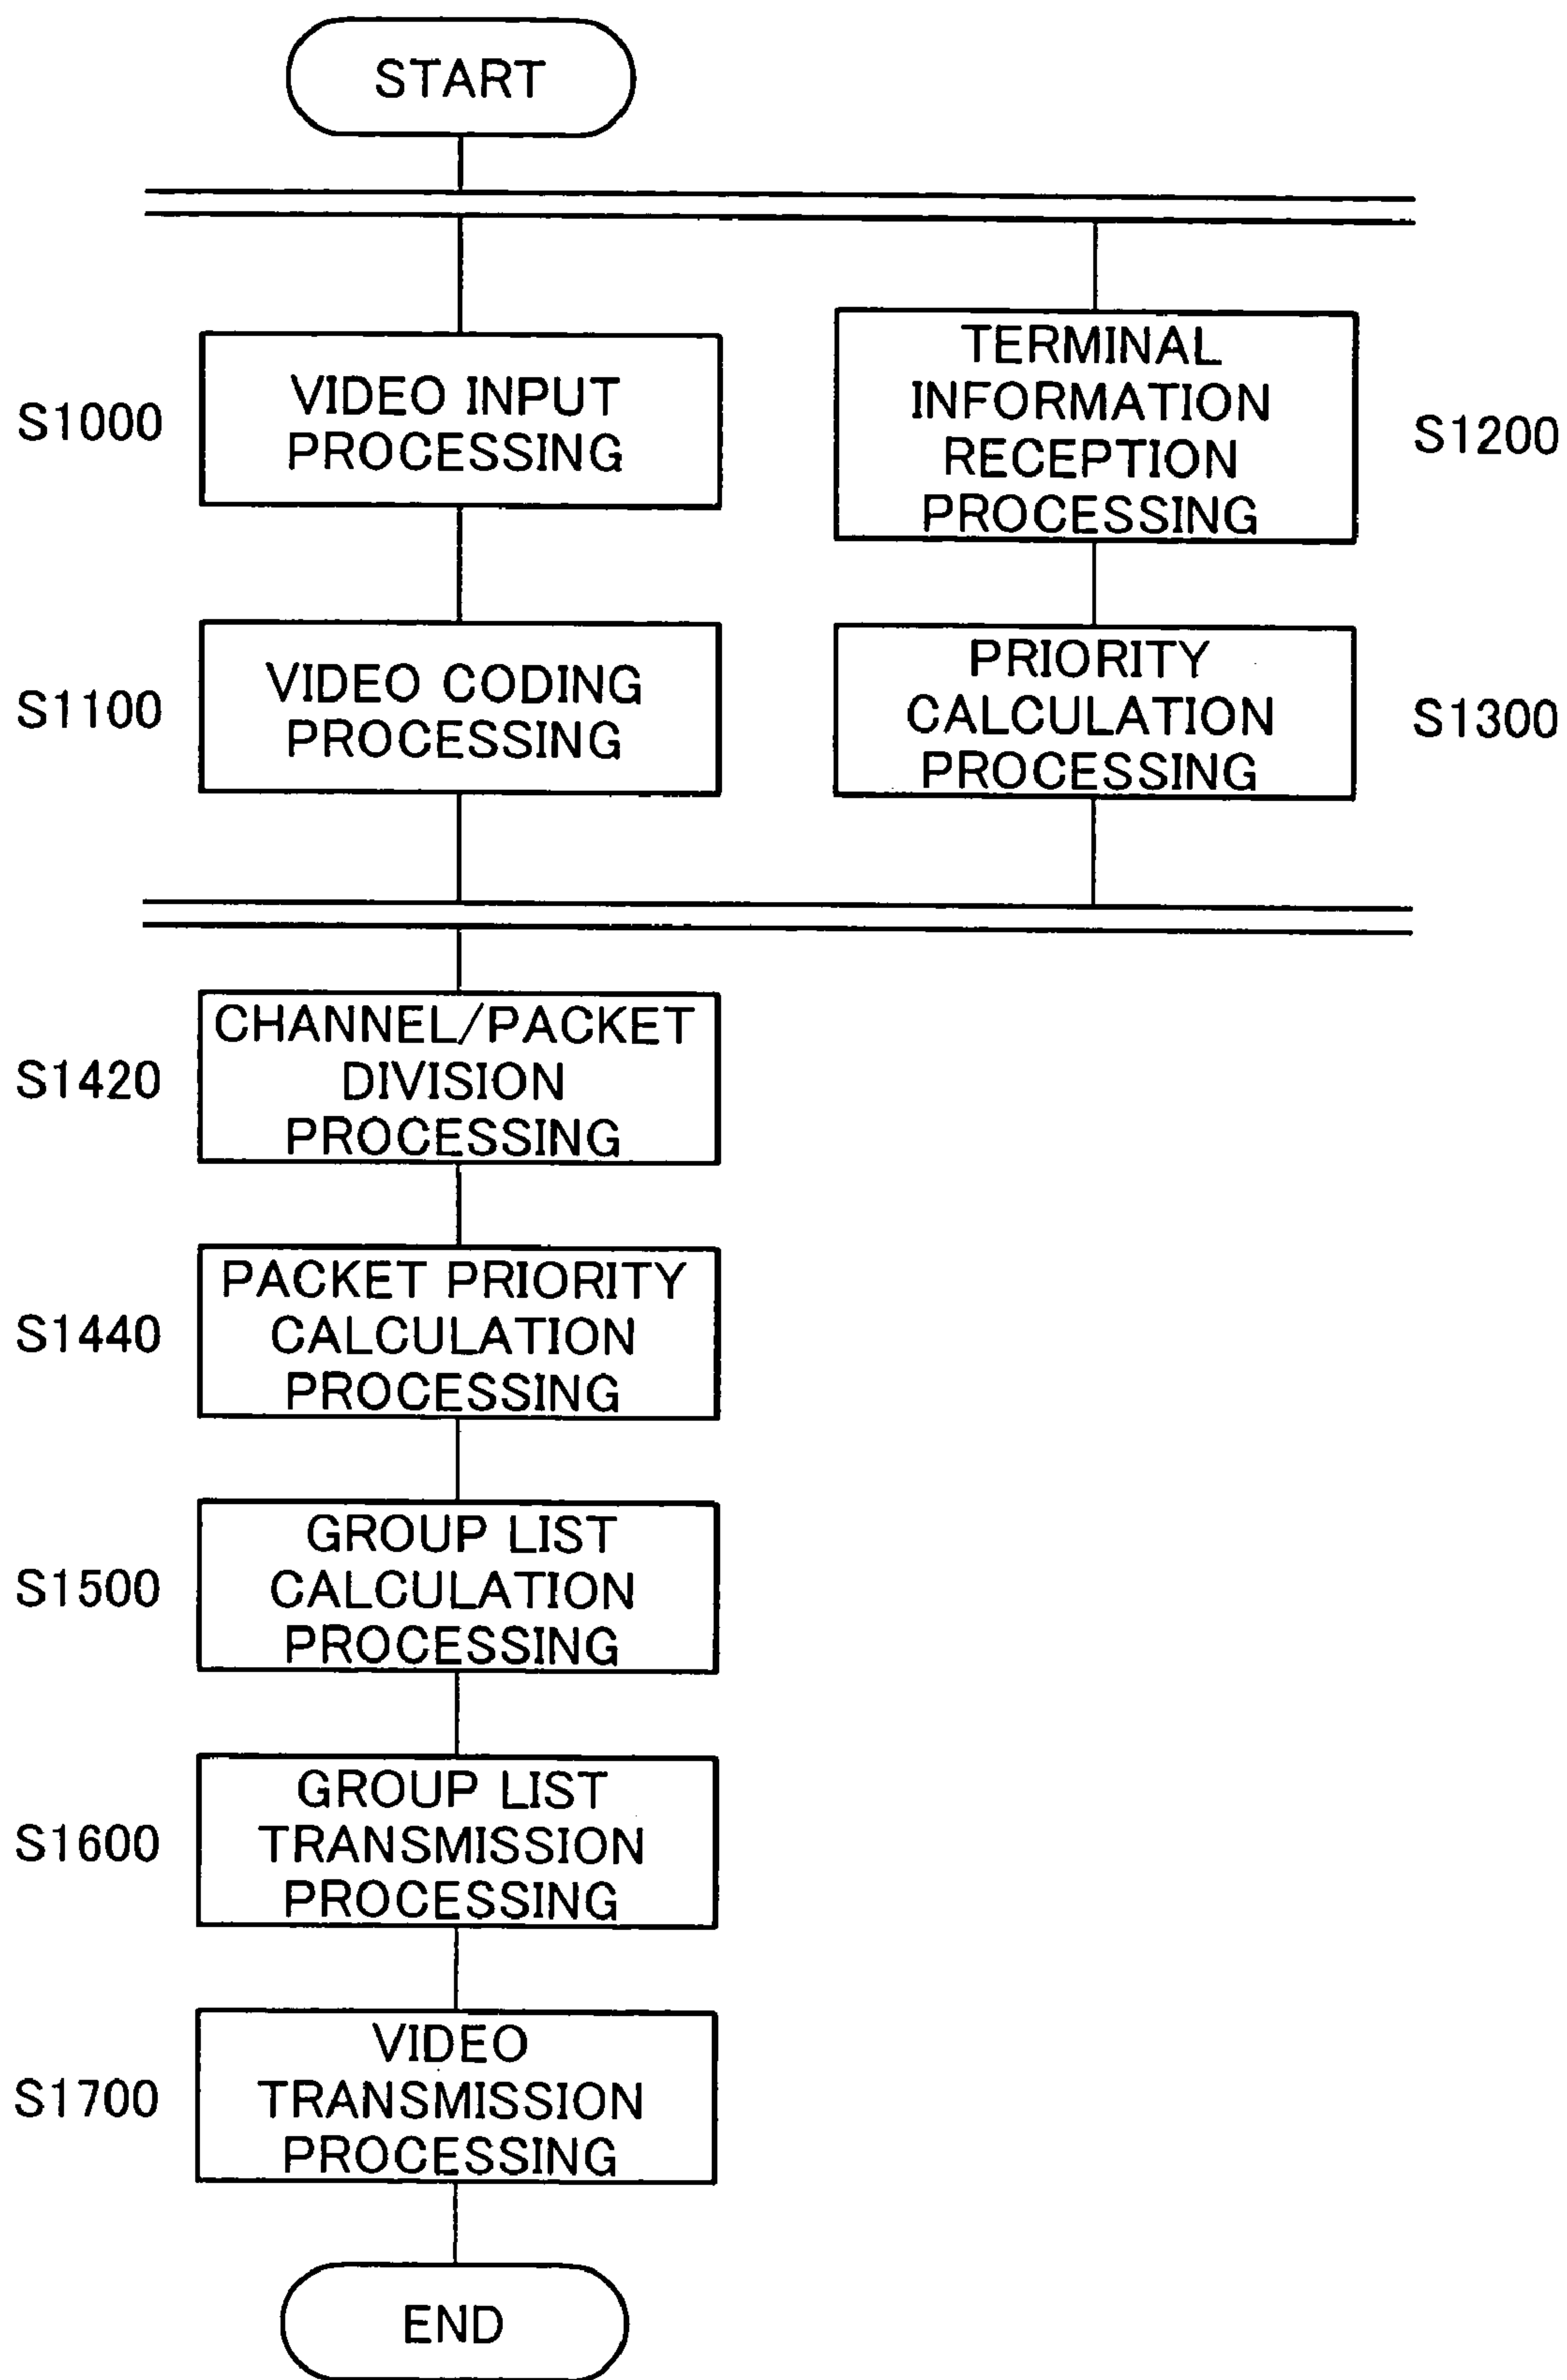 START
S1000
VIDEO INPUT
PROCESSING
TERMINAL
INFORMATION
RECEPTION
PROCESSING
S1200
S1100
VIDEO CODING
PROCESSING
PRIORITY
CALCULATION
PROCESSING
S1300
S1420
CHANNEL/PACKET
DIVISION
PROCESSING
S1440
PACKET PRIORITY
CALCULATION
PROCESSING
S1500
GROUP LIST
CALCULATION
PROCESSING
S1600
GROUP LIST
TRANSMISSION
PROCESSING
S1700
VIDEO
TRANSMISSION
PROCESSING
END